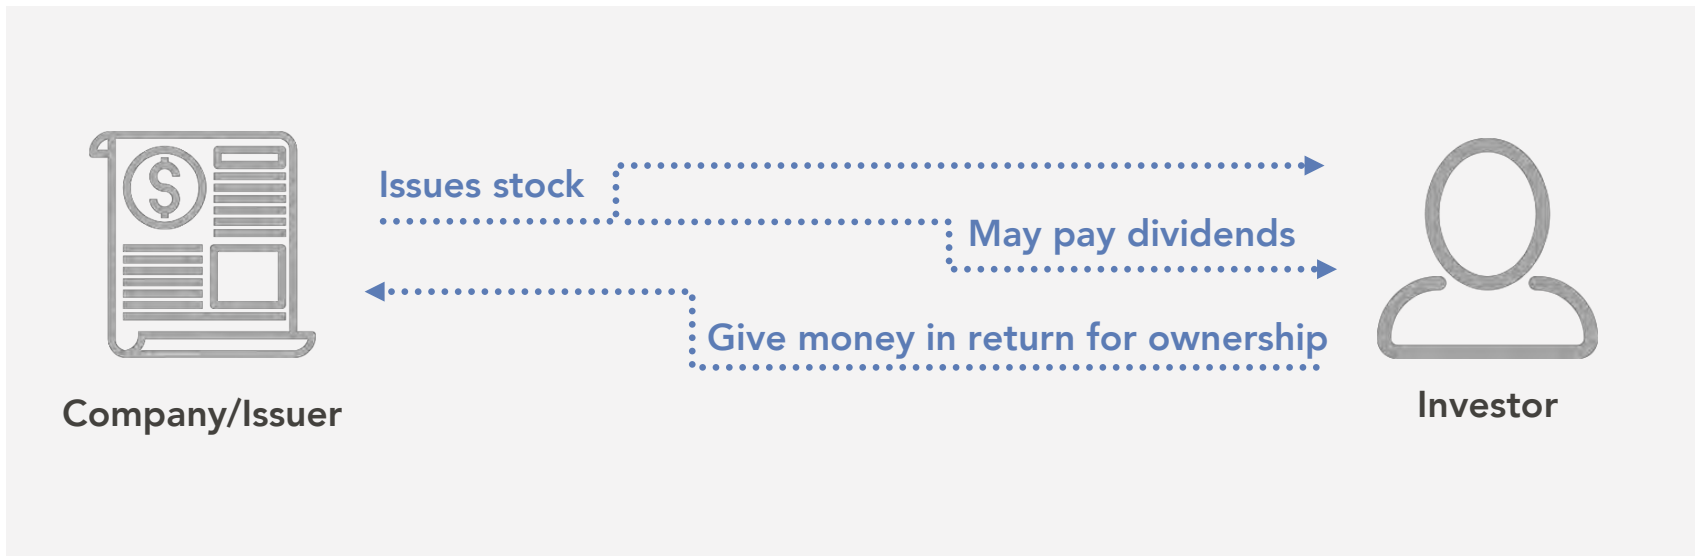 $
Issues stock
May pay dividends
Give money in return for ownership
Company/Issuer
Investor